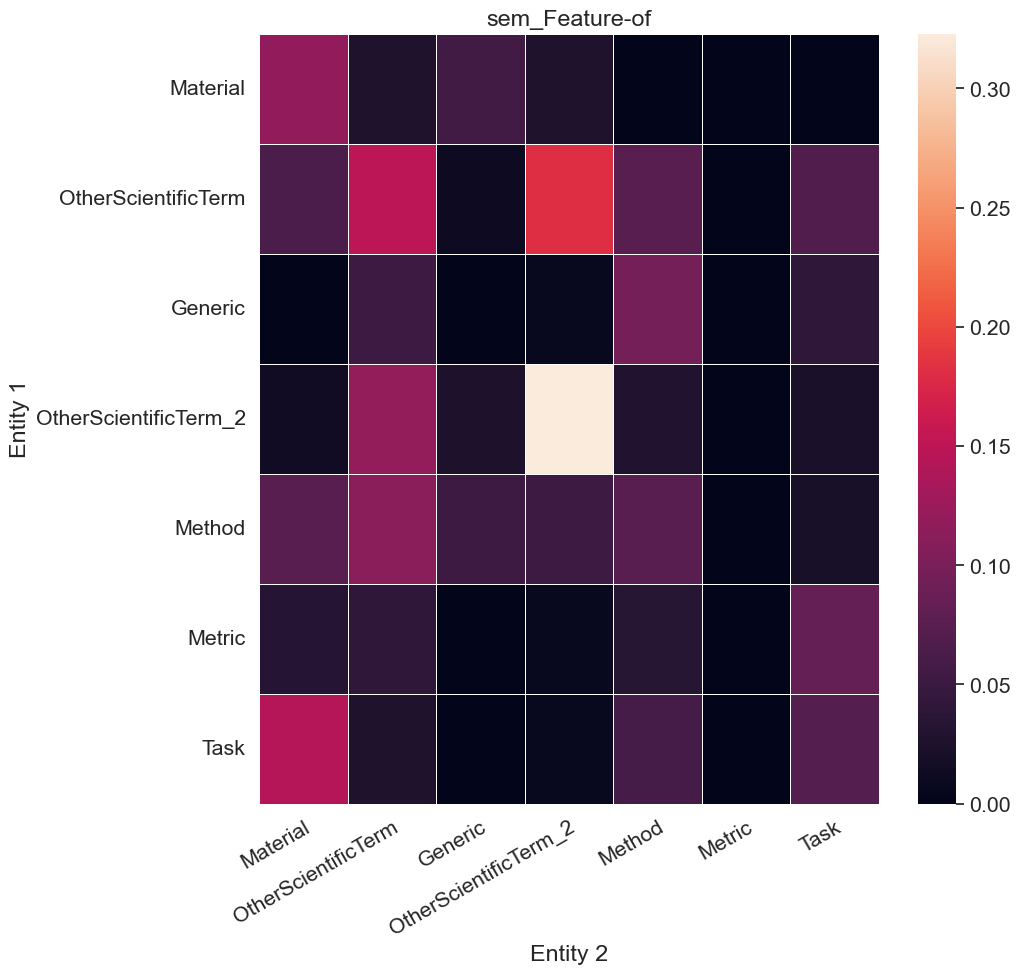 sem_Feature-of
Material
OtherScientificTerm
Generic
OtherScientificTerm_2
Method
Metric
Task
Entity 1
Material
OtherScientificTerm
Generic
OtherScientificTerm_2
Method
Metric
Task
Entity 2
0.30
0.25
0.20
0.15
0.10
0.05
0.00